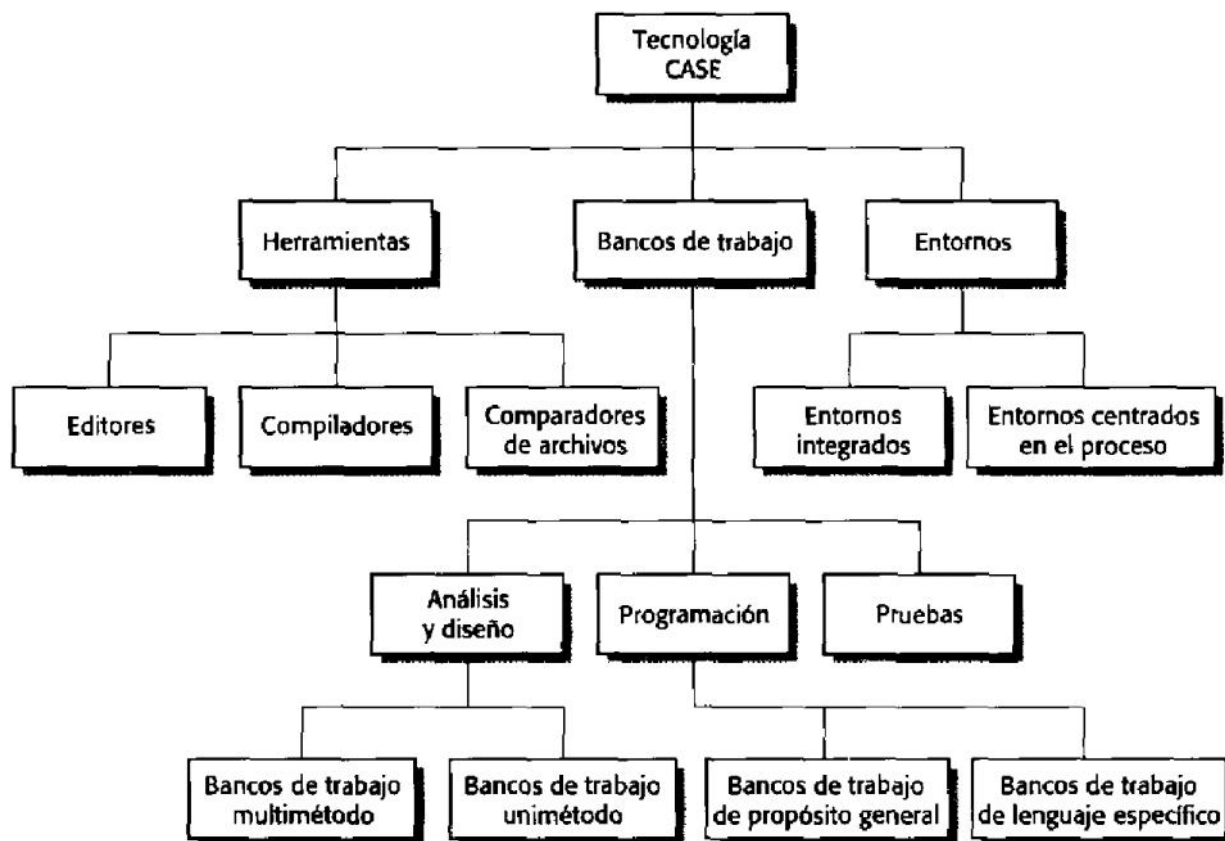 Tecnología
CASE
Herramientas
Bancos de trabajo
Entornos
Editores
Compiladores
Comparadores
de archivos
Entornos
integrados
Entornos centrados
en el proceso
Análisis
y diseño
Programación
Pruebas
Bancos de trabajo
multimétodo
Bancos de trabajo
unimétodo
Bancos de trabajo
de propósito general
Bancos de trabajo
de lenguaje específico